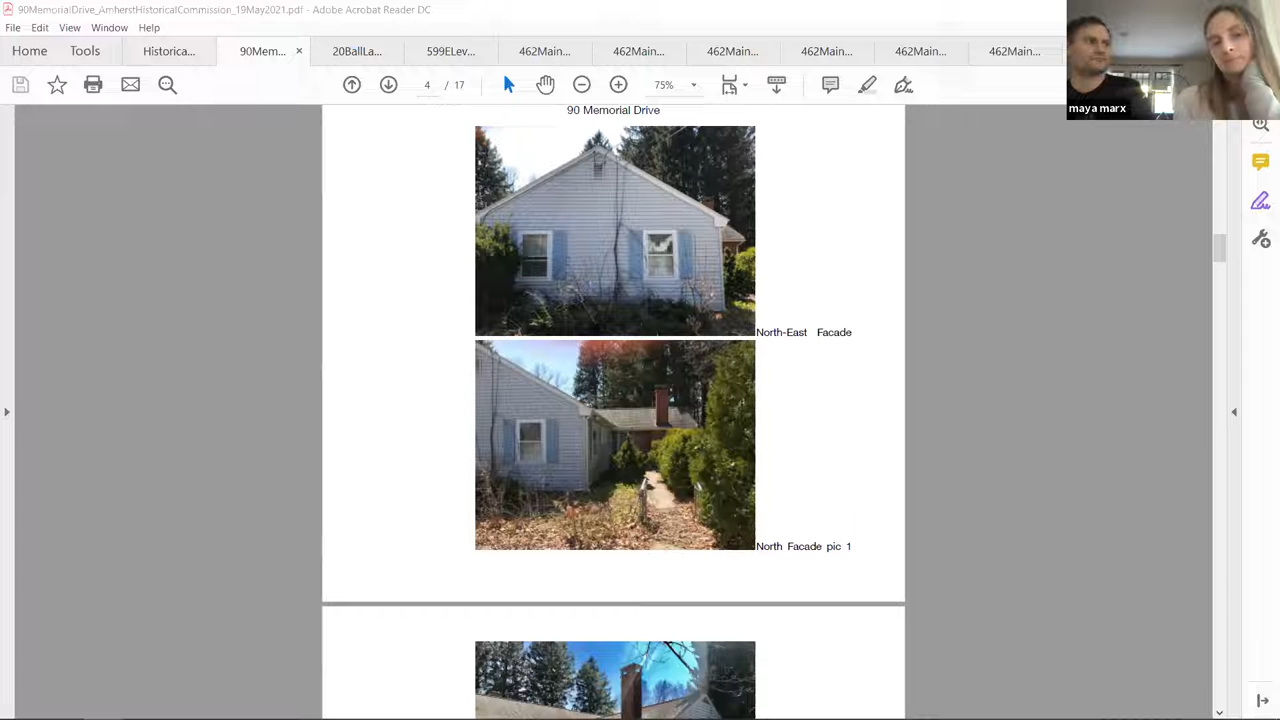 90MemorialDrive_AmherstHistoricalCommission_19May2021.pdf - Adobe Acrobat Reader DC
File Edit View Window Help
Home Tools Historica... 90Mem... × 20BallLa... 599ELev... 462Main... 462Main... 462Main... 462Main... 462Main... 462Main...
4 / 17 75%
maya marx
90 Memorial Drive
North-East Facade
North Facade pic 1